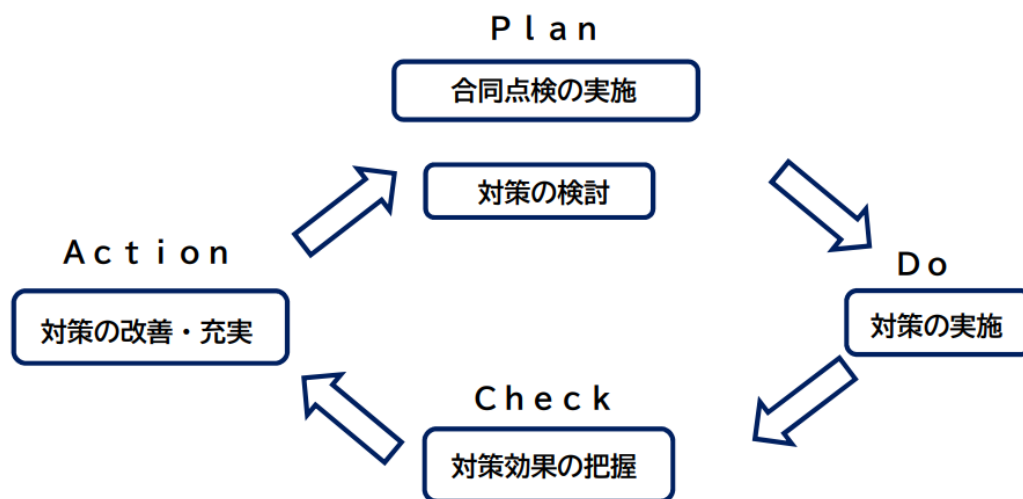 Plan
合同点検の実施
対策の検討
Action
対策の改善・充実
Do
対策の実施
Check
対策効果の把握